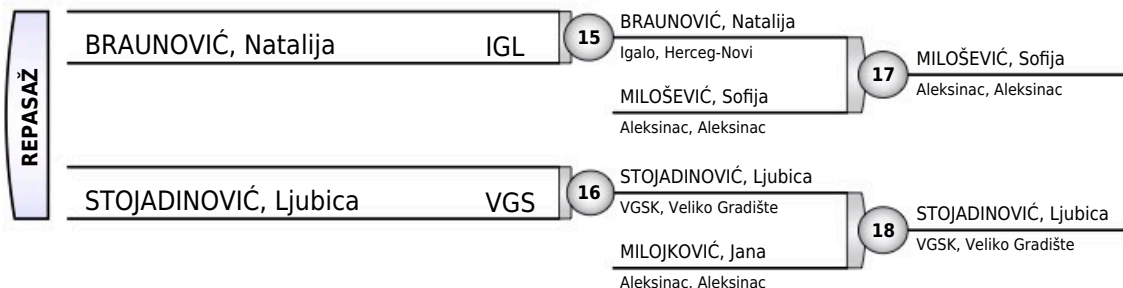 REPASAŽ
BRAUNOVIĆ, Natalija IGL
15
BRAUNOVIĆ, Natalija
Igalo, Herceg-Novi
MILOŠEVIĆ, Sofija
Aleksinac, Aleksinac
17
MILOŠEVIĆ, Sofija
Aleksinac, Aleksinac
STOJADINOVIĆ, Ljubica VGS
16
STOJADINOVIĆ, Ljubica
VGSK, Veliko Gradište
MILOJKOVIĆ, Jana
Aleksinac, Aleksinac
18
STOJADINOVIĆ, Ljubica
VGSK, Veliko Gradište